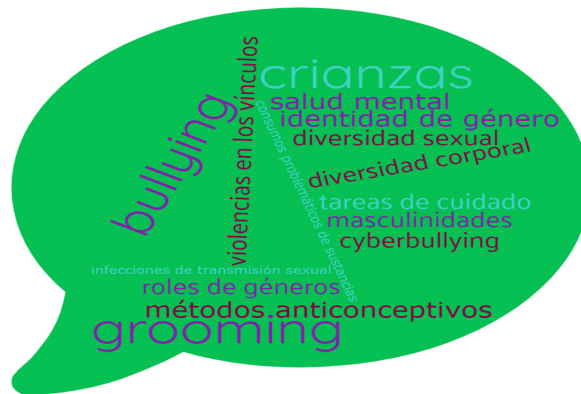 crianzas
salud mental
identidad de género
diversidad sexual
diversidad corporal
bullying
violencias en los vínculos
consumos problemáticos de sustancias
tareas de cuidado
masculinidades
cyberbullying
infecciones de transmisión sexual
roles de géneros
métodos anticonceptivos
grooming